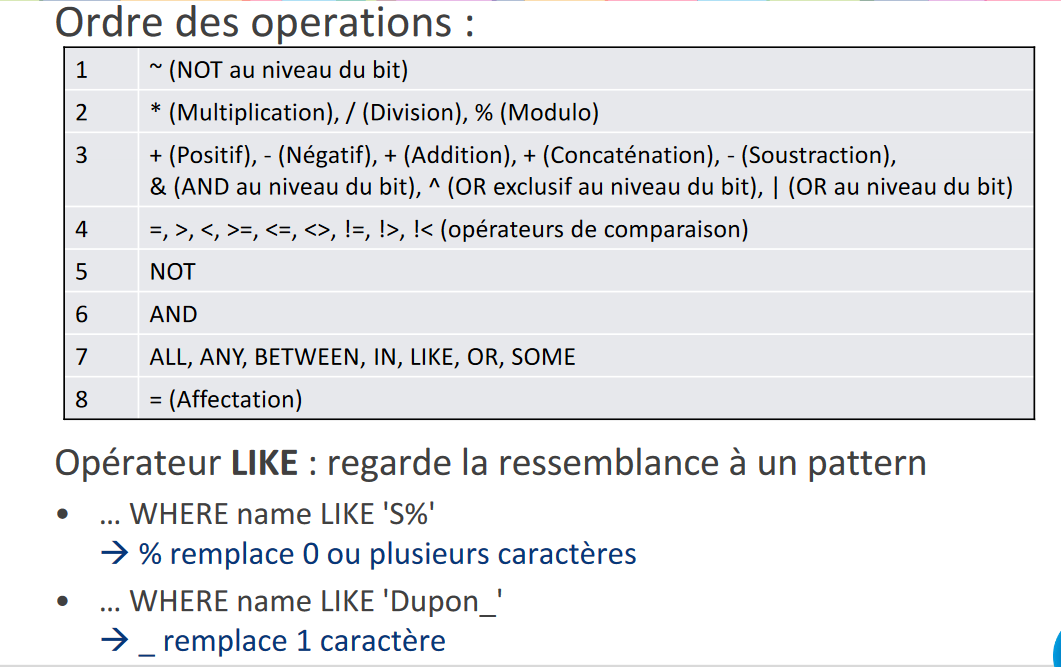 Ordre des operations :
1 ~ (NOT au niveau du bit)
2 * (Multiplication), / (Division), % (Modulo)
3 + (Positif), - (Négatif), + (Addition), + (Concaténation), - (Soustraction),
& (AND au niveau du bit), ^ (OR exclusif au niveau du bit), | (OR au niveau du bit)
4 =, >, <, >=, <=, <>, !=, !>, !< (opérateurs de comparaison)
5 NOT
6 AND
7 ALL, ANY, BETWEEN, IN, LIKE, OR, SOME
8 = (Affectation)
Opérateur LIKE : regarde la ressemblance à un pattern
• … WHERE name LIKE 'S%'
→ % remplace 0 ou plusieurs caractères
• … WHERE name LIKE 'Dupon_'
→ _ remplace 1 caractère